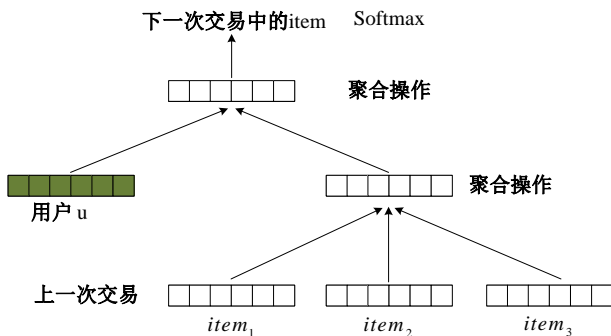 下一次交易中的item Softmax
聚合操作
聚合操作
用户 u
上一次交易
item₁ item₂ item₃